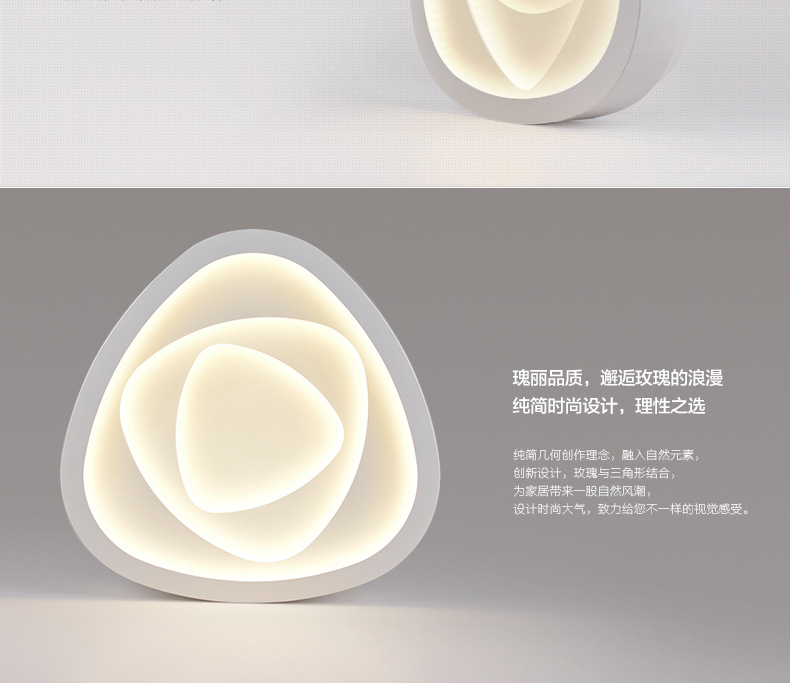 瑰丽品质，邂逅玫瑰的浪漫
纯简时尚设计，理性之选
纯简几何创作理念，融入自然元素，
创新设计，玫瑰与三角形结合，
为家居带来一股自然风潮，
设计时尚大气，致力给您不一样的视觉感受。